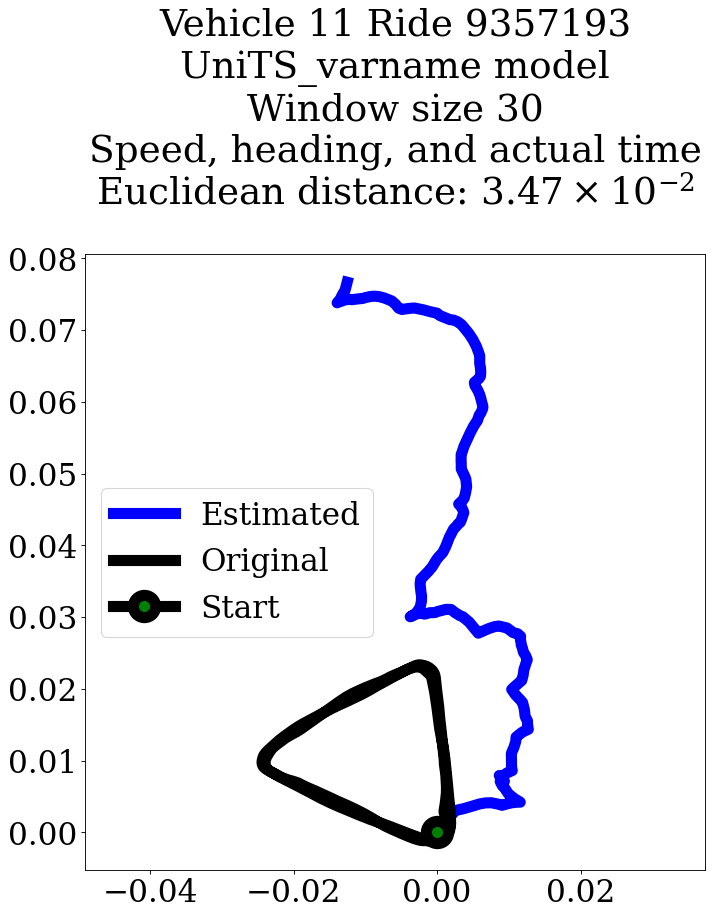 Vehicle 11 Ride 9357193
UniTS_varname model
Window size 30
Speed, heading, and actual time
Euclidean distance: 3.47 × 10⁻²
0.08
0.07
0.06
0.05
0.04
0.03
0.02
0.01
0.00
Estimated
Original
Start
−0.04 −0.02 0.00 0.02